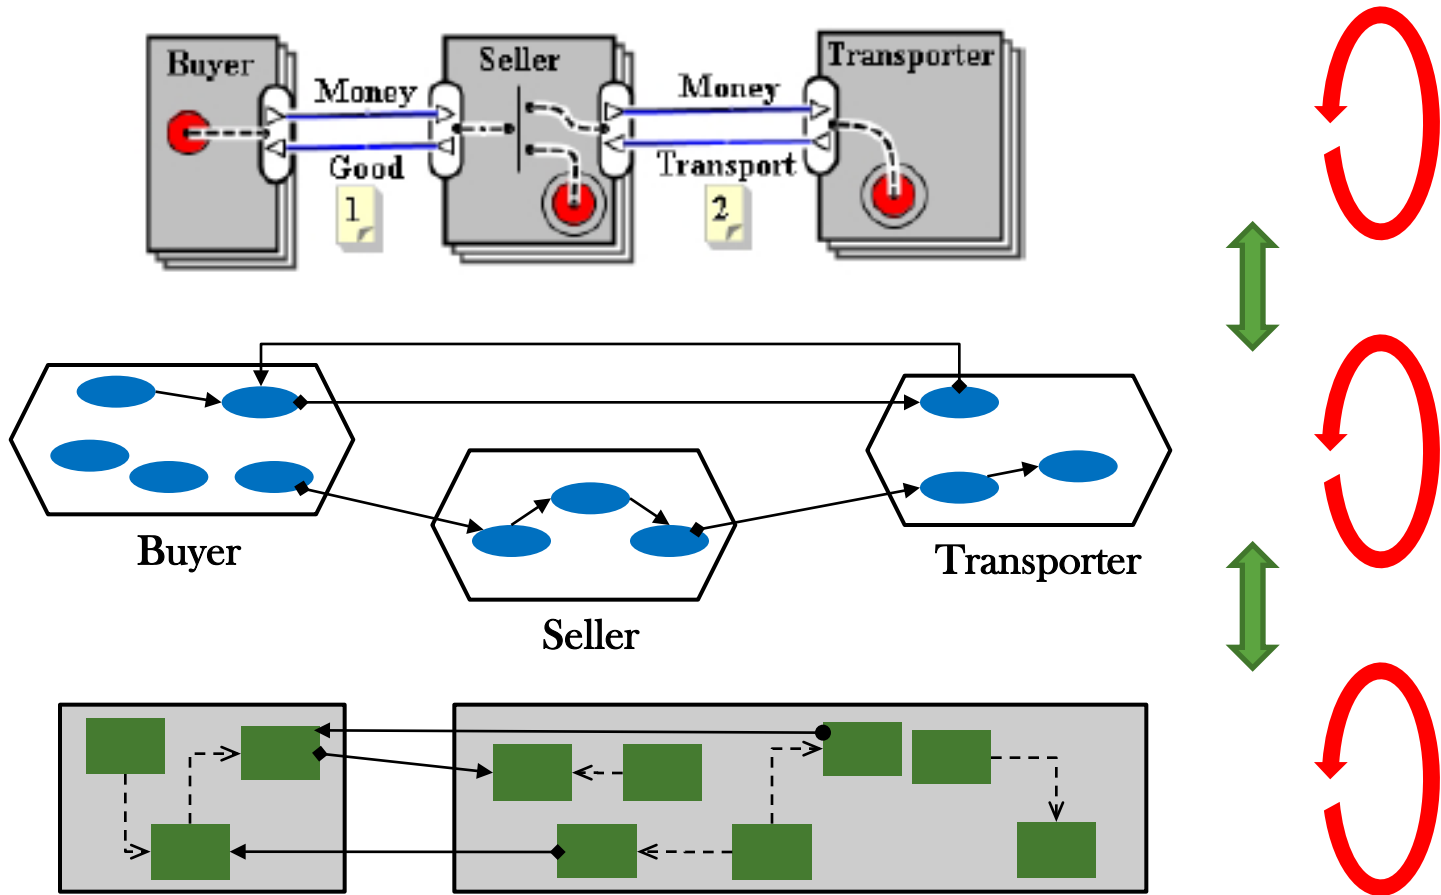 Buyer
Seller
Transporter
Money
Money
Good
Transport
1
2
Buyer
Transporter
Seller